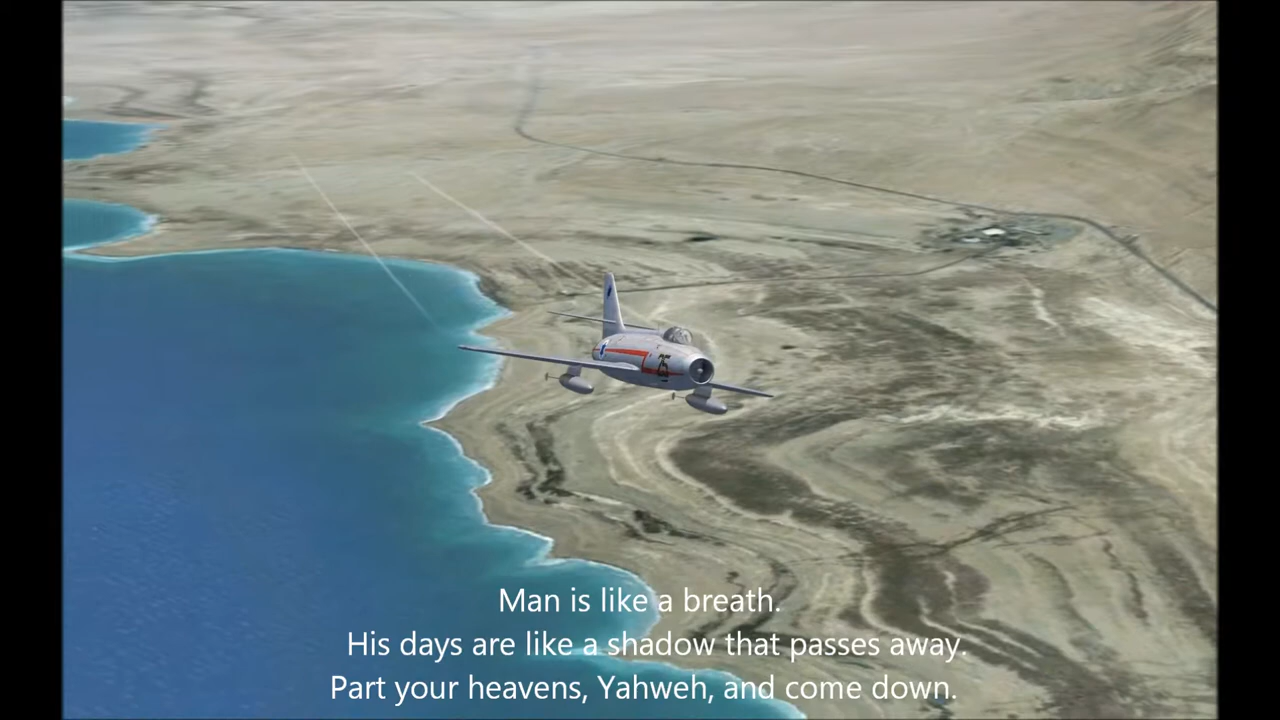 25
Man is like a breath.
His days are like a shadow that passes away.
Part your heavens, Yahweh, and come down.